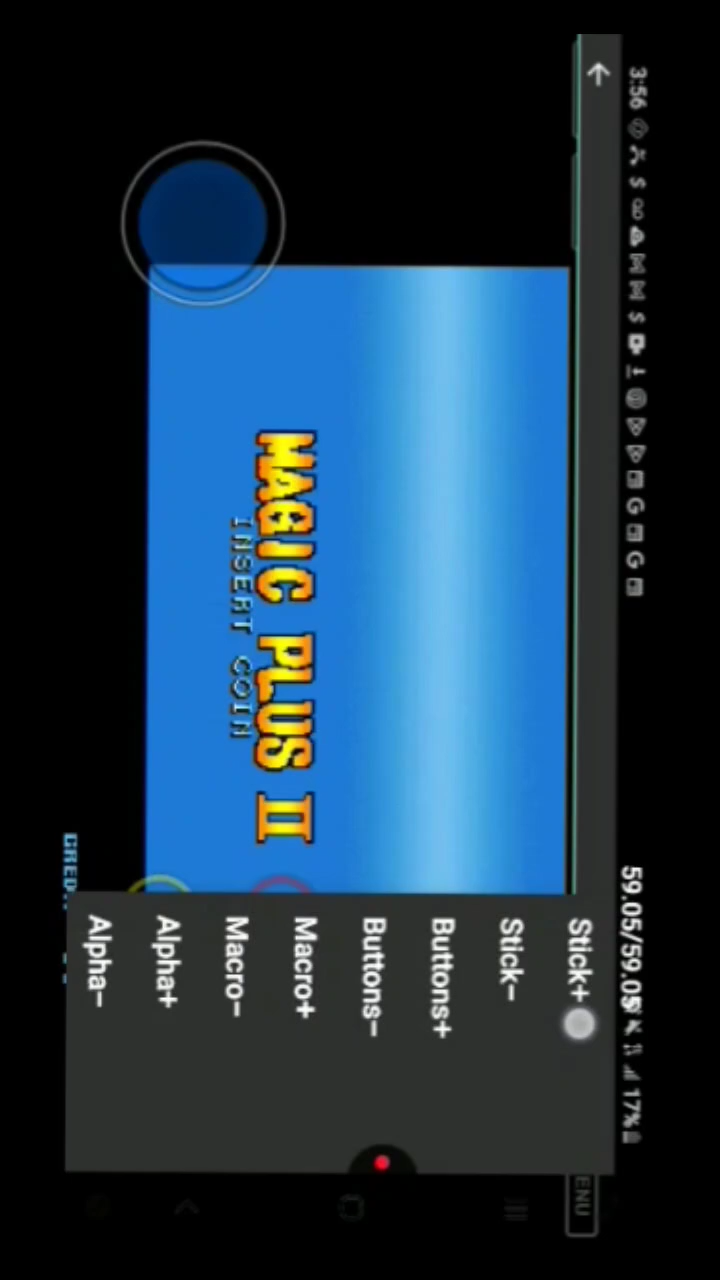 3:56
59.05/59.05
17%
MAGIC PLUS II
INSERT COIN
Stick+
Stick-
Buttons+
Buttons-
Macro+
Macro-
Alpha+
Alpha-